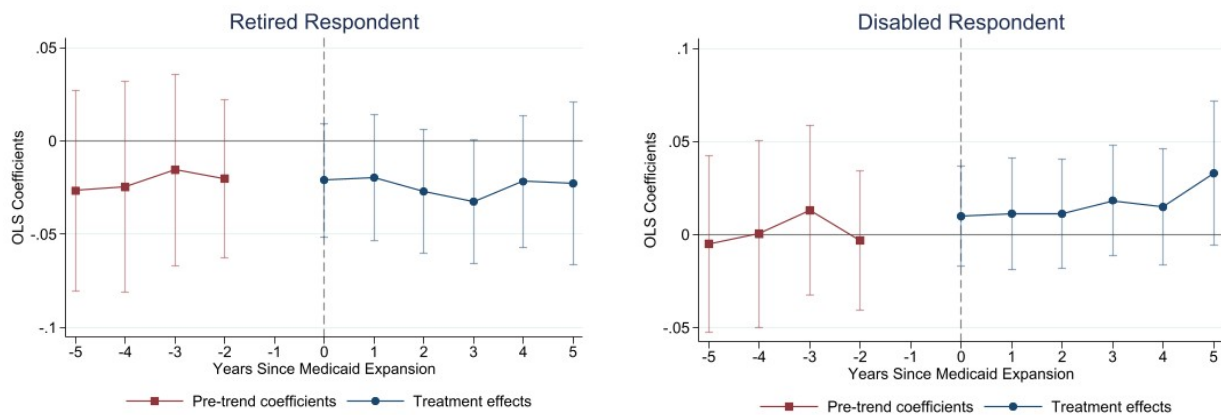 Retired Respondent
OLS Coefficients
.05
0
-.05
-.1
-5 -4 -3 -2 -1 0 1 2 3 4 5
Years Since Medicaid Expansion
Pre-trend coefficients Treatment effects
Disabled Respondent
OLS Coefficients
.1
.05
0
-.05
-5 -4 -3 -2 -1 0 1 2 3 4 5
Years Since Medicaid Expansion
Pre-trend coefficients Treatment effects